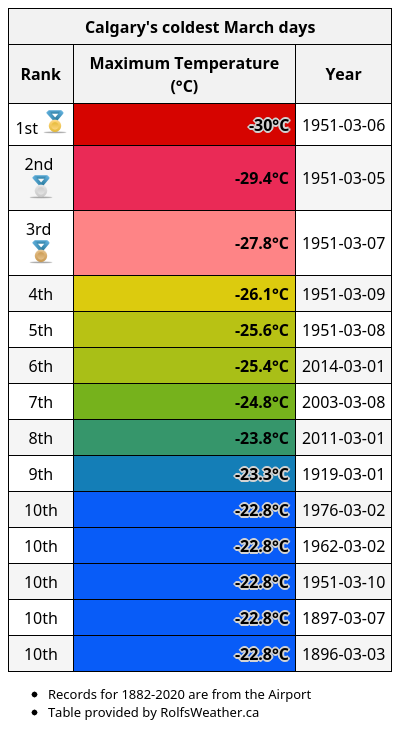 Calgary's coldest March days
Rank Maximum Temperature (°C) Year
1st -30°C 1951-03-06
2nd -29.4°C 1951-03-05
3rd -27.8°C 1951-03-07
4th -26.1°C 1951-03-09
5th -25.6°C 1951-03-08
6th -25.4°C 2014-03-01
7th -24.8°C 2003-03-08
8th -23.8°C 2011-03-01
9th -23.3°C 1919-03-01
10th -22.8°C 1976-03-02
10th -22.8°C 1962-03-02
10th -22.8°C 1951-03-10
10th -22.8°C 1897-03-07
10th -22.8°C 1896-03-03
• Records for 1882-2020 are from the Airport
• Table provided by RolfsWeather.ca